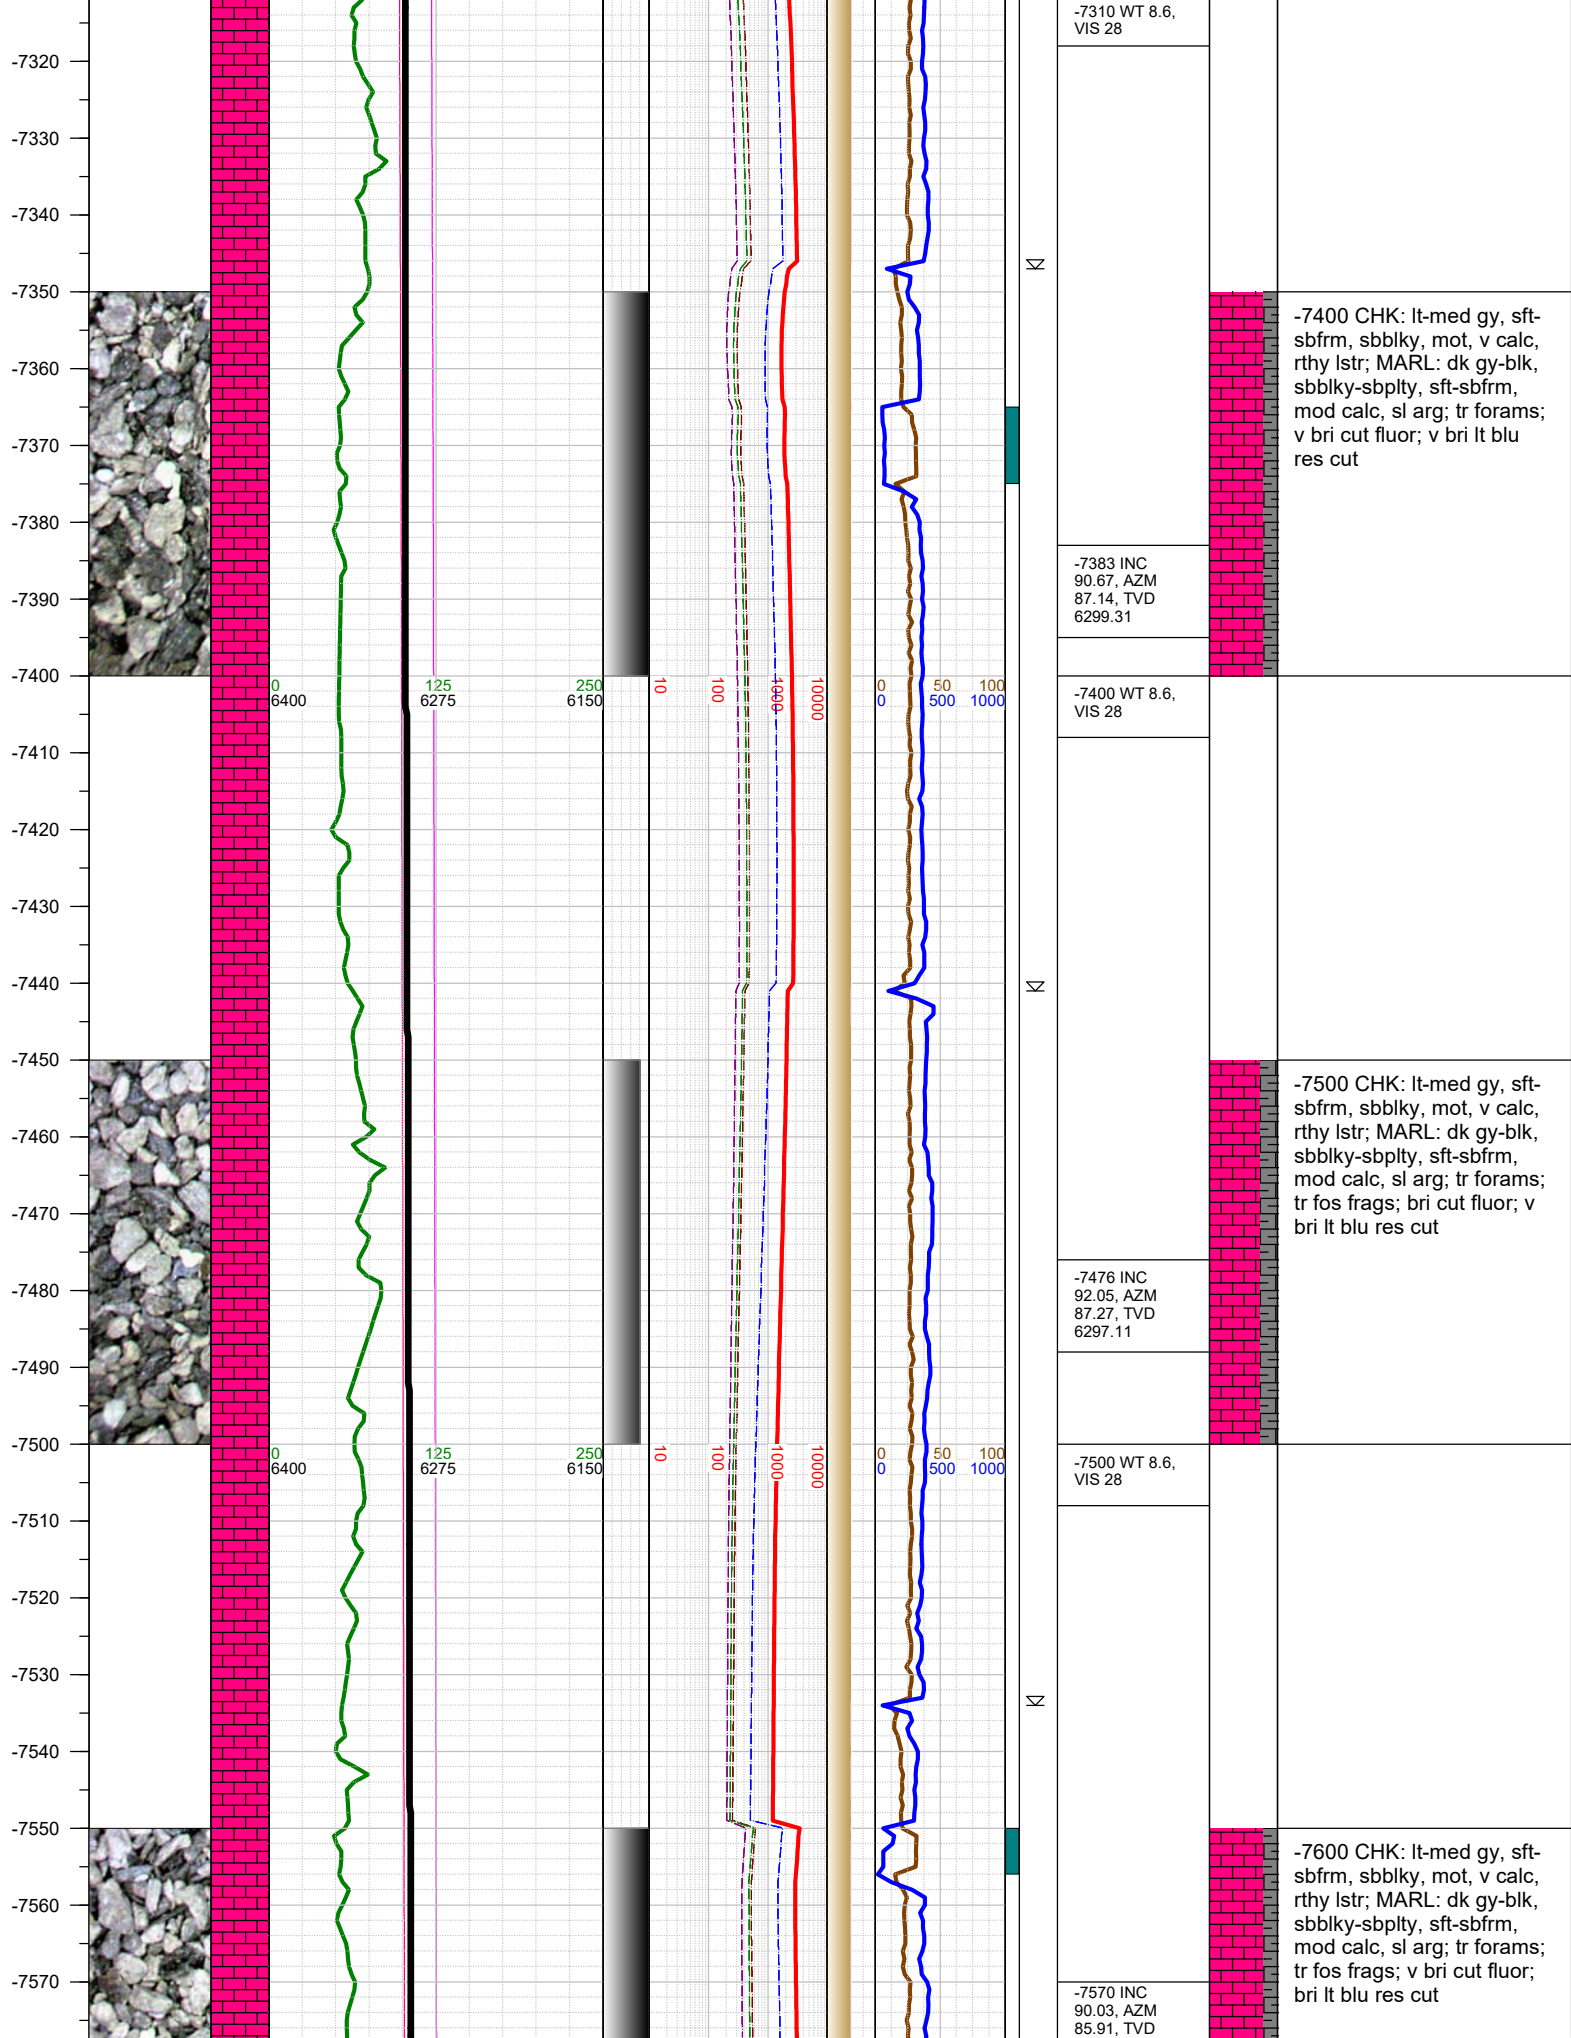 -7310 WT 8.6,
VIS 28
-7320
-7330
-7340
-7350
-7360
-7370
-7380
-7390
-7400
-7410
-7420
-7430
-7440
-7450
-7460
-7470
-7480
-7490
-7500
-7510
-7520
-7530
-7540
-7550
-7560
-7570
-7400 CHK: lt-med gy, sft-
sbfrm, sbblky, mot, v calc,
rthy lstr; MARL: dk gy-blk,
sbblky-sbplty, sft-sbfrm,
mod calc, sl arg; tr forams;
v bri cut fluor; v bri lt blu
res cut
-7383 INC
90.67, AZM
87.14, TVD
6299.31
0 125 250 10 100 1000 10000 0 50 100
6400 6275 6150 0 500 1000
-7400 WT 8.6,
VIS 28
-7500 CHK: lt-med gy, sft-
sbfrm, sbblky, mot, v calc,
rthy lstr; MARL: dk gy-blk,
sbblky-sbplty, sft-sbfrm,
mod calc, sl arg; tr forams;
tr fos frags; bri cut fluor; v
bri lt blu res cut
-7476 INC
92.05, AZM
87.27, TVD
6297.11
0 125 250 10 100 1000 10000 0 50 100
6400 6275 6150 0 500 1000
-7500 WT 8.6,
VIS 28
-7600 CHK: lt-med gy, sft-
sbfrm, sbblky, mot, v calc,
rthy lstr; MARL: dk gy-blk,
sbblky-sbplty, sft-sbfrm,
mod calc, sl arg; tr forams;
tr fos frags; v bri cut fluor;
bri lt blu res cut
-7570 INC
90.03, AZM
85.91, TVD